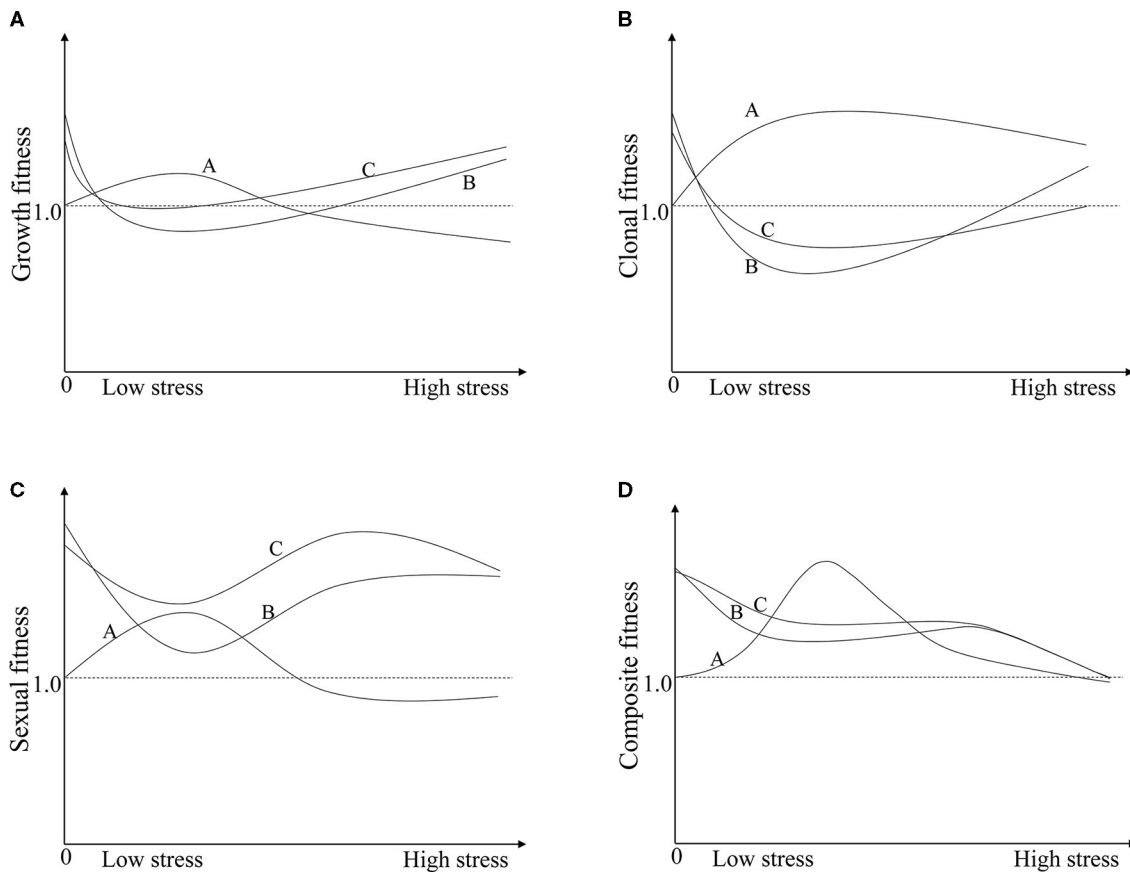 A
Growth fitness
1.0
A
C
B
0
Low stress
High stress
B
Clonal fitness
1.0
A
C
B
0
Low stress
High stress
C
Sexual fitness
1.0
A
C
B
0
Low stress
High stress
D
Composite fitness
1.0
A
B
C
0
Low stress
High stress